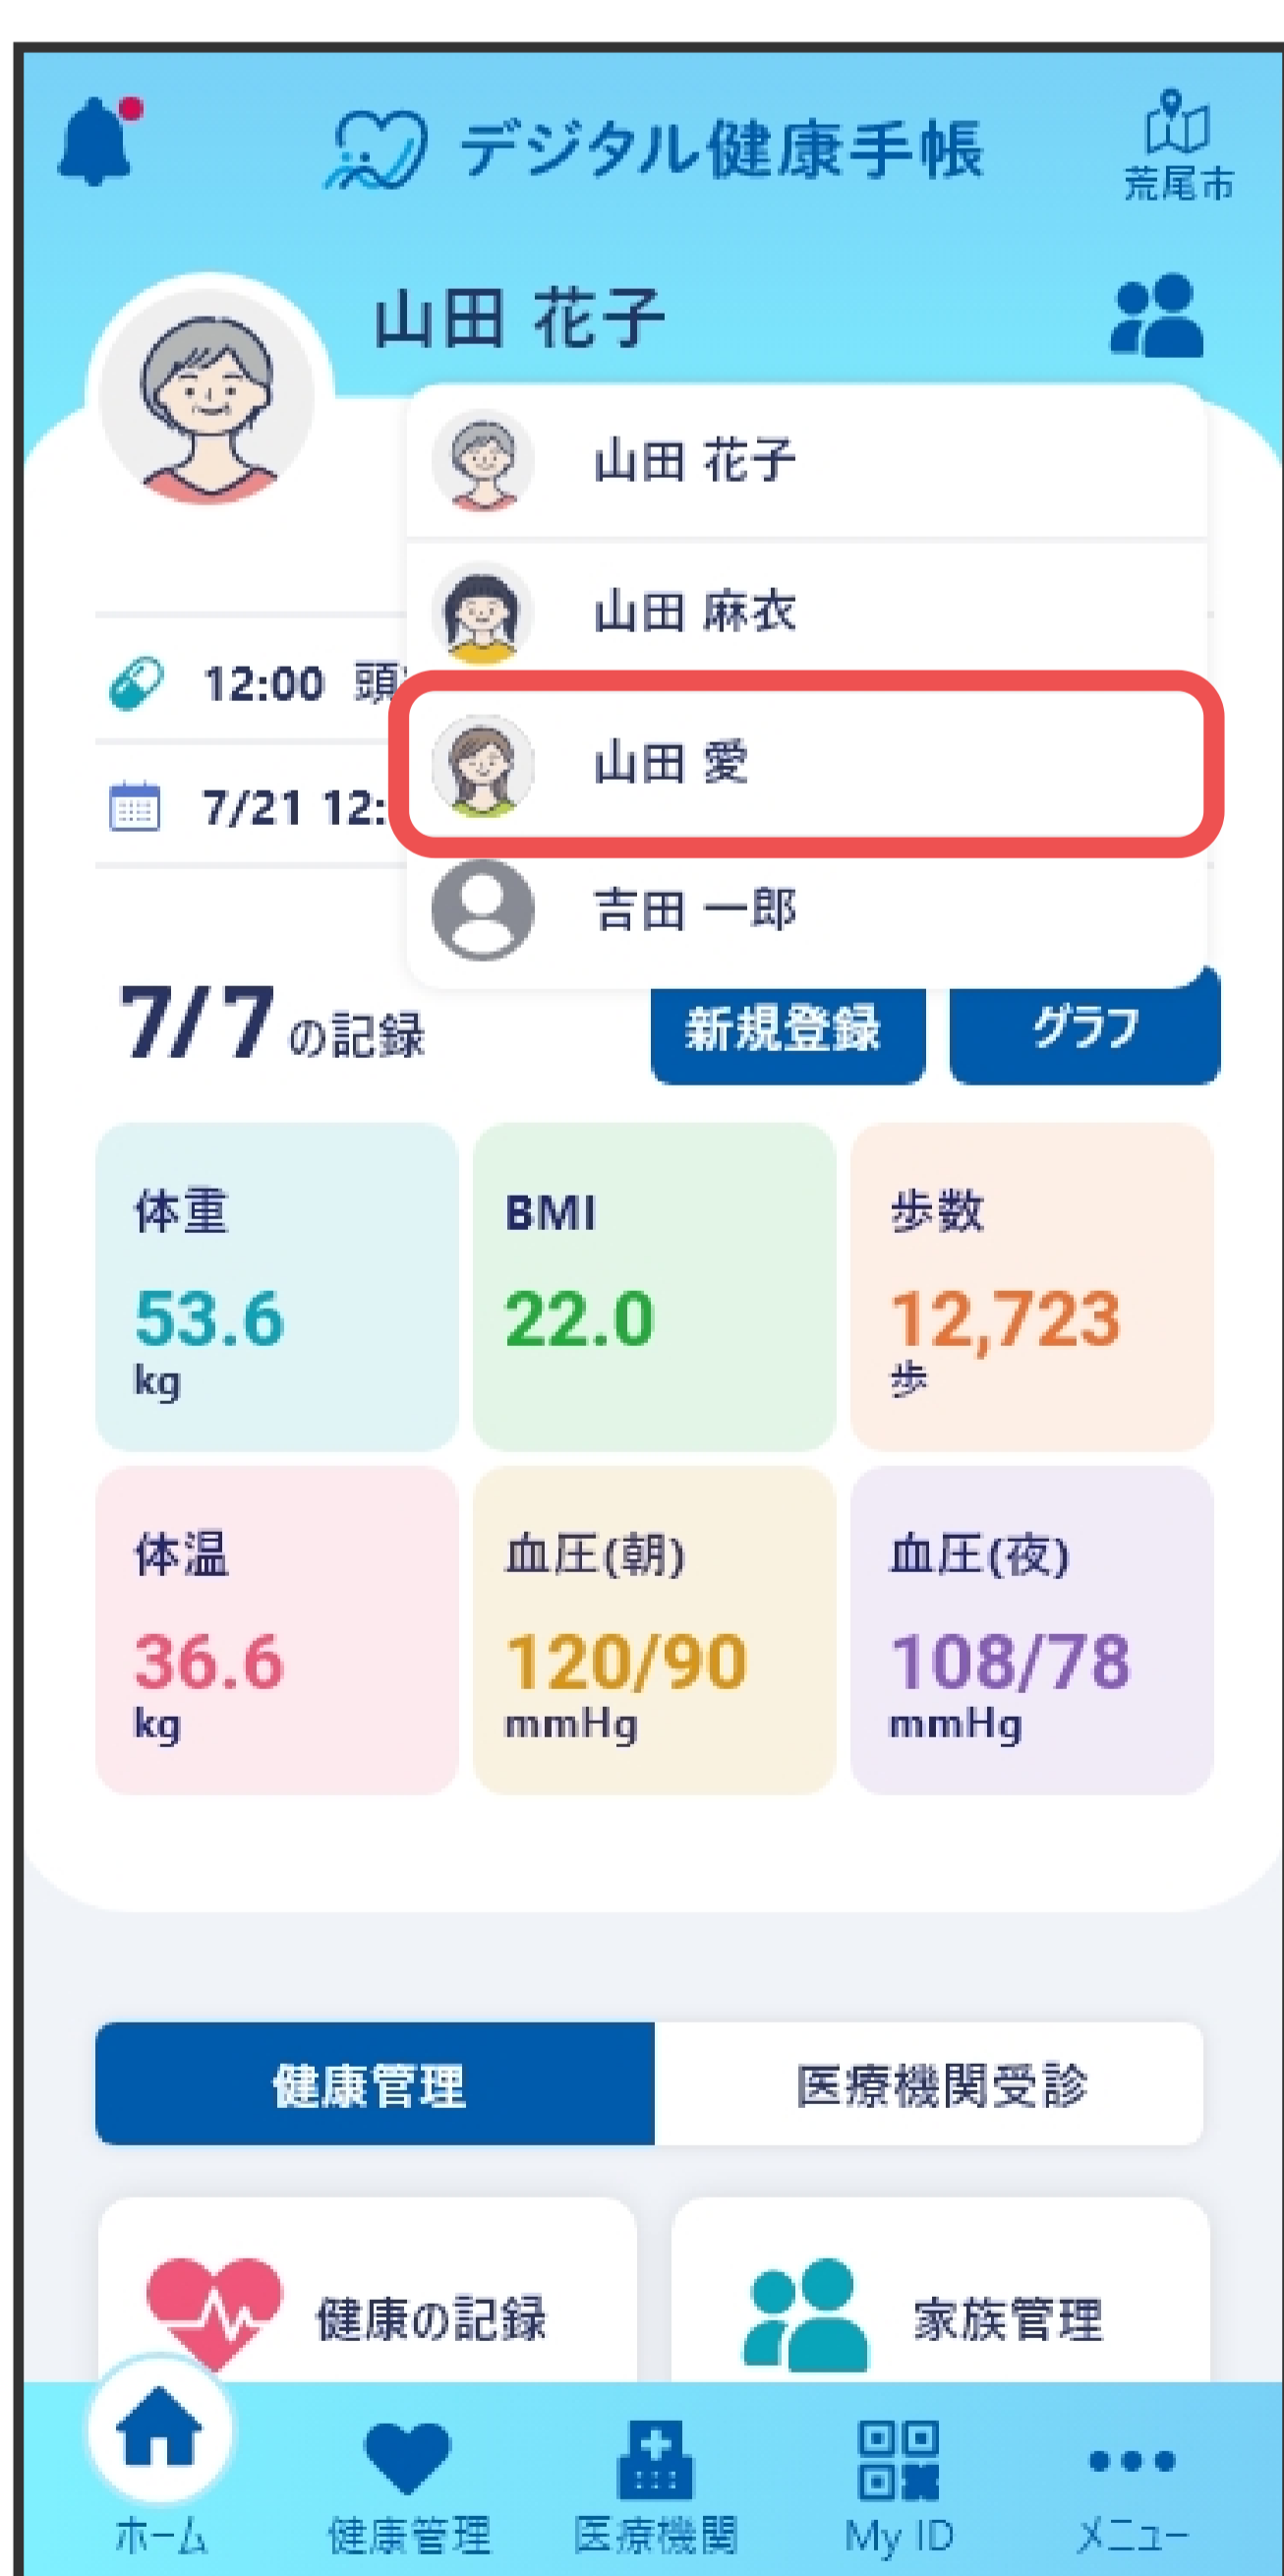 デジタル健康手帳
荒尾市
山田 花子
山田 花子
山田 麻衣
12:00 頭
山田 愛
7/21 12:
吉田 一郎
7/7の記録
新規登録
グラフ
体重
BMI
歩数
53.6
22.0
12,723
kg
歩
体温
血圧(朝)
血圧(夜)
36.6
120/90
108/78
kg
mmHg
mmHg
健康管理
医療機関受診
健康の記録
家族管理
ホーム
健康管理
医療機関
My ID
メニュー